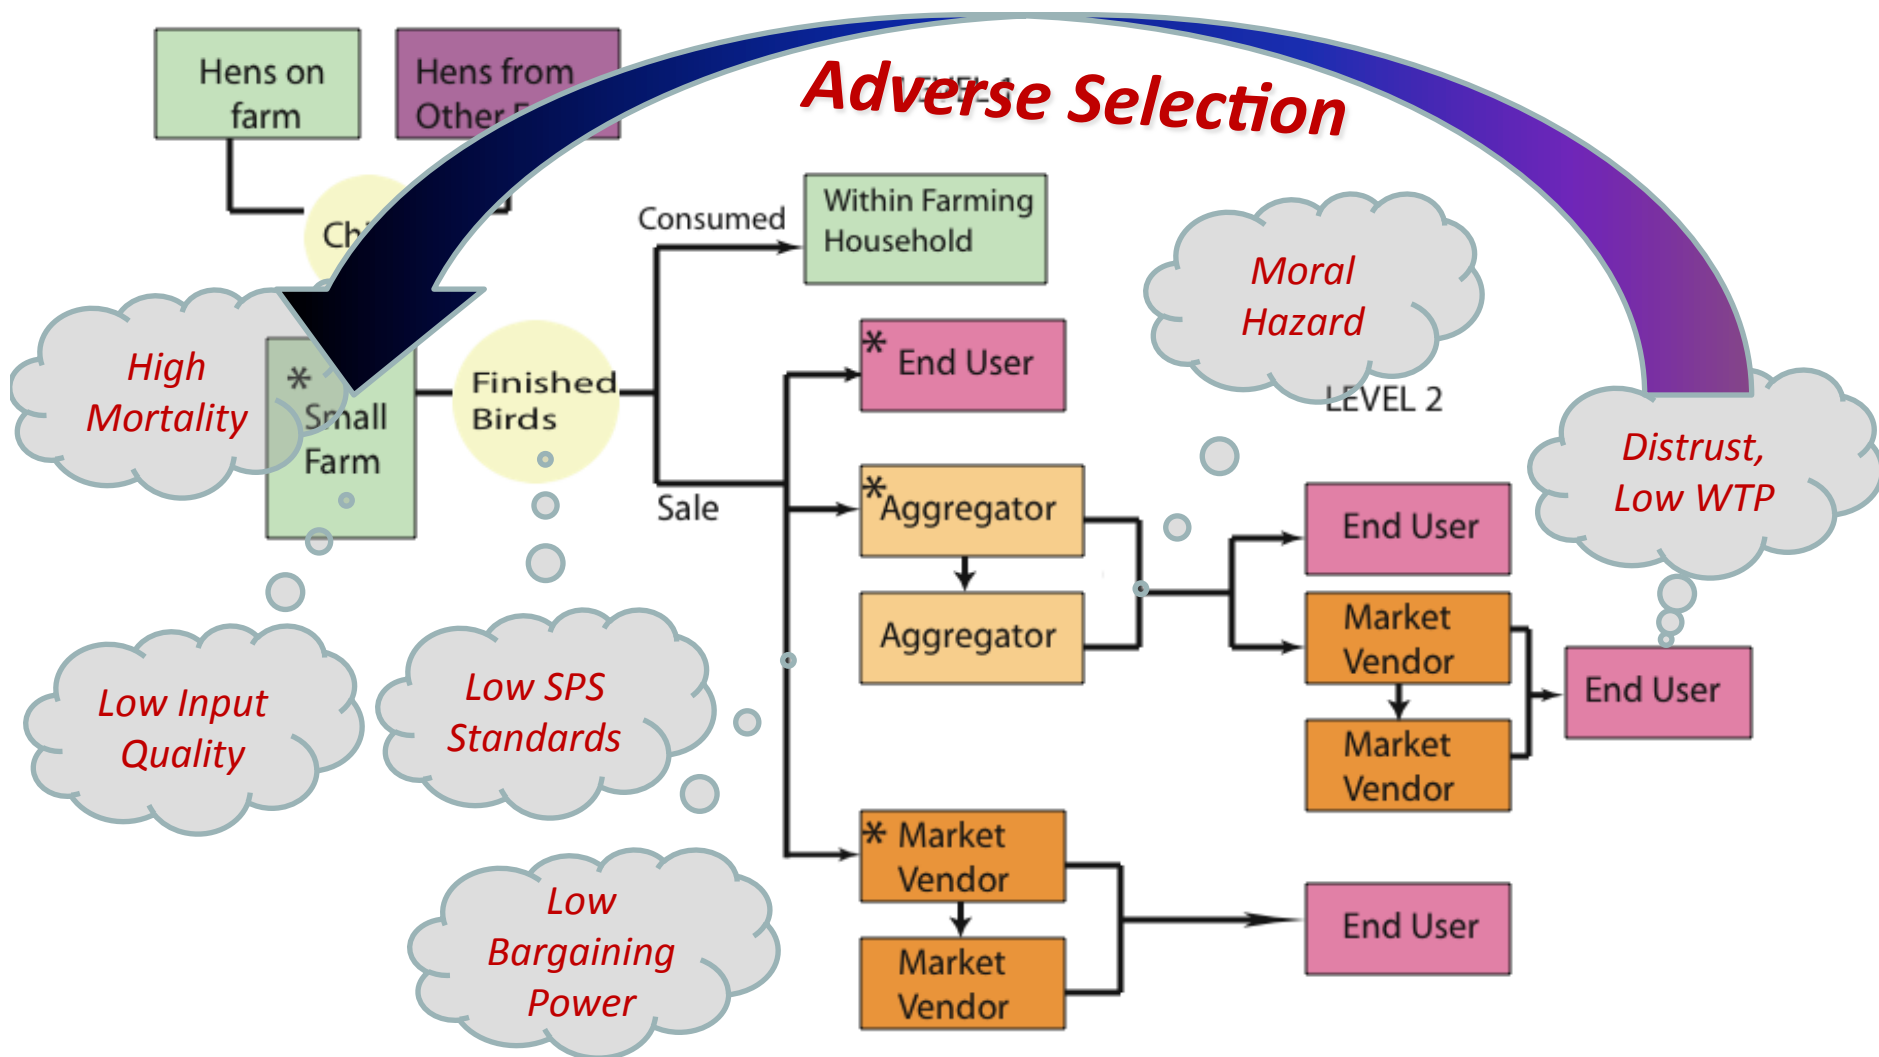 Hens on
farm
Hens from
Other
LEVEL 1
Adverse Selection
Consumed
Within Farming
Household
Moral
Hazard
High
Mortality
*
Small
Farm
Finished
Birds
*
End User
LEVEL 2
Distrust,
Low WTP
Sale
*
Aggregator
End User
Aggregator
Market
Vendor
End User
Low Input
Quality
Low SPS
Standards
Market
Vendor
*
Market
Vendor
Low
Bargaining
Power
End User
Market
Vendor